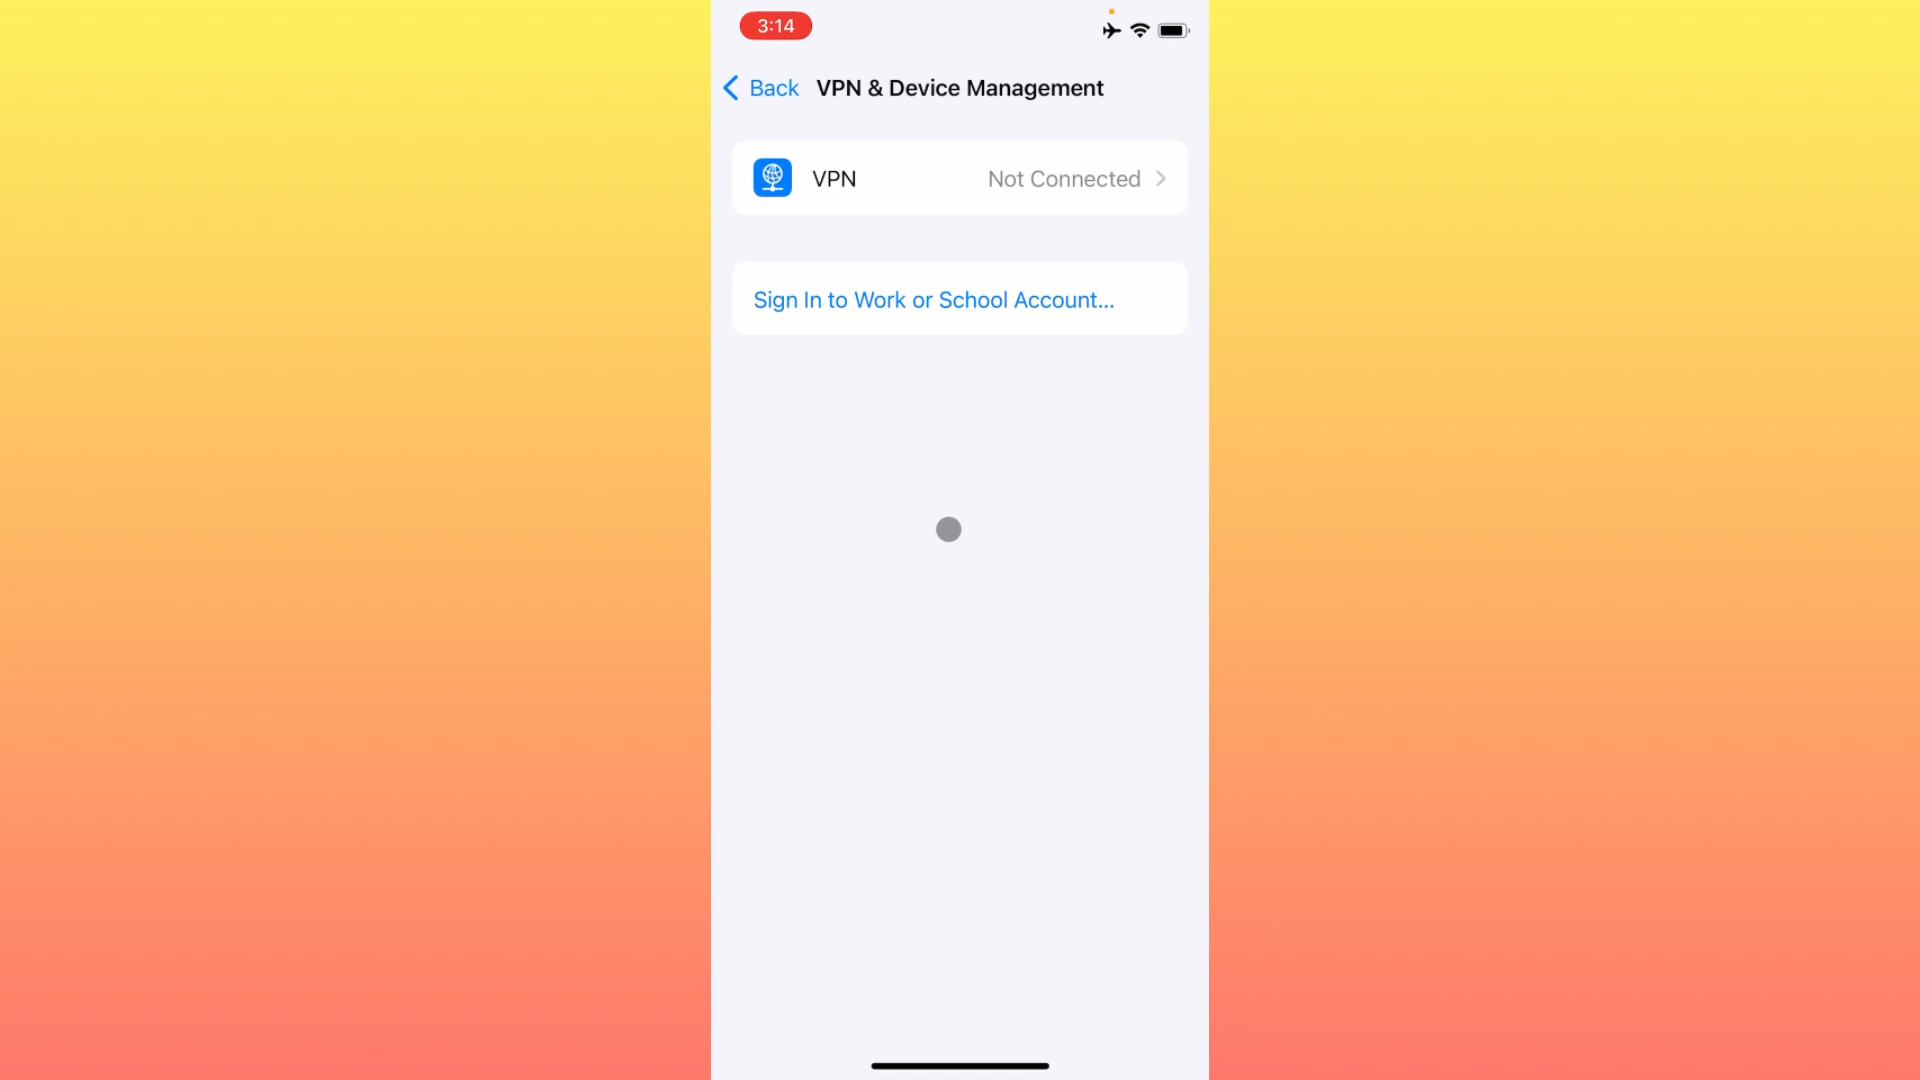 3:14
Back VPN & Device Management
VPN Not Connected
Sign In to Work or School Account...